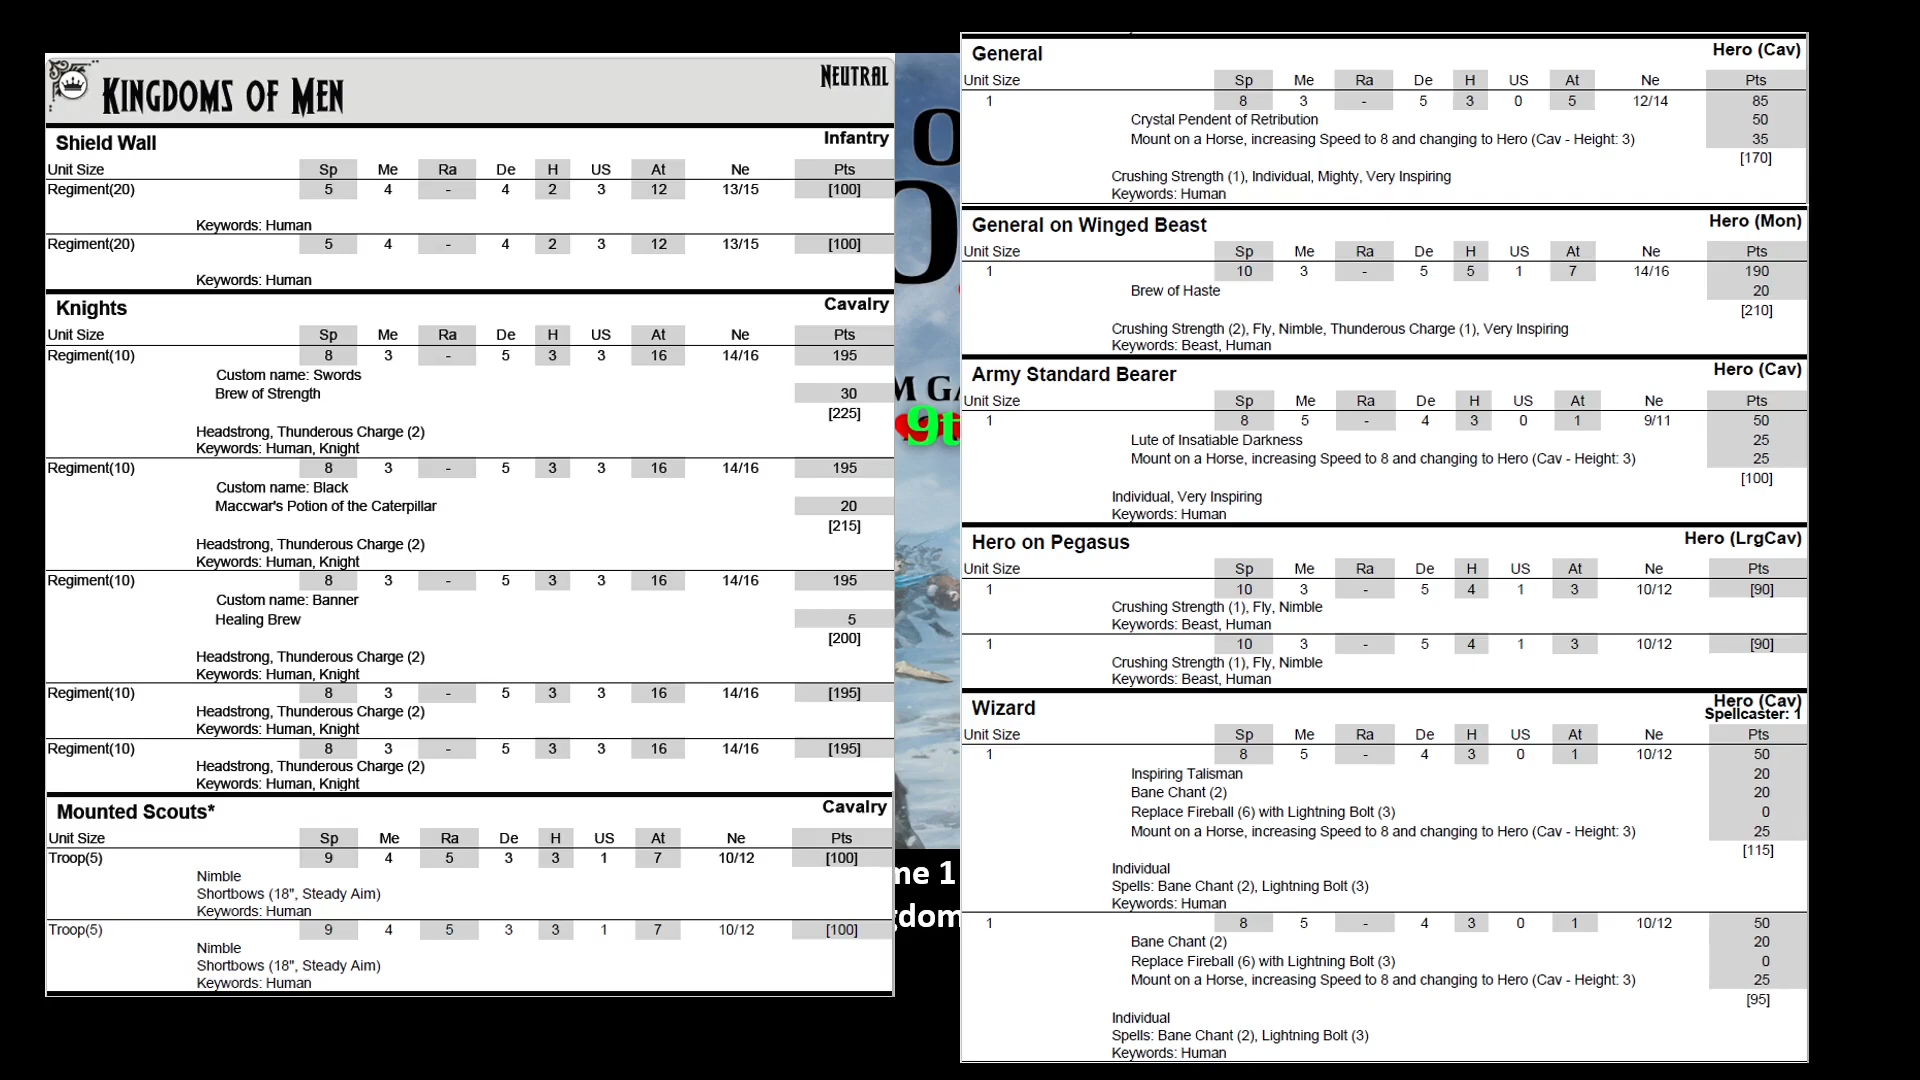 KINGDOMS OF MEN
NEUTRAL
Shield Wall Infantry
Unit Size Sp Me Ra De H US At Ne Pts
Regiment(20) 5 4 - 4 2 3 12 13/15 [100]
Keywords: Human
Regiment(20) 5 4 - 4 2 3 12 13/15 [100]
Keywords: Human
Knights Cavalry
Unit Size Sp Me Ra De H US At Ne Pts
Regiment(10) 8 3 - 5 3 3 16 14/16 195
Custom name: Swords
Brew of Strength 30
[225]
Headstrong, Thunderous Charge (2)
Keywords: Human, Knight
Regiment(10) 8 3 - 5 3 3 16 14/16 195
Custom name: Black
Maccwar's Potion of the Caterpillar 20
[215]
Headstrong, Thunderous Charge (2)
Keywords: Human, Knight
Regiment(10) 8 3 - 5 3 3 16 14/16 195
Custom name: Banner
Healing Brew 5
[200]
Headstrong, Thunderous Charge (2)
Keywords: Human, Knight
Regiment(10) 8 3 - 5 3 3 16 14/16 [195]
Headstrong, Thunderous Charge (2)
Keywords: Human, Knight
Regiment(10) 8 3 - 5 3 3 16 14/16 [195]
Headstrong, Thunderous Charge (2)
Keywords: Human, Knight
Mounted Scouts* Cavalry
Unit Size Sp Me Ra De H US At Ne Pts
Troop(5) 9 4 5 3 3 1 7 10/12 [100]
Nimble
Shortbows (18", Steady Aim)
Keywords: Human
Troop(5) 9 4 5 3 3 1 7 10/12 [100]
Nimble
Shortbows (18", Steady Aim)
Keywords: Human
9t
me 1
gdom
General Hero (Cav)
Unit Size Sp Me Ra De H US At Ne Pts
1 8 3 - 5 3 0 5 12/14 85
Crystal Pendent of Retribution 50
Mount on a Horse, increasing Speed to 8 and changing to Hero (Cav - Height: 3) 35
[170]
Crushing Strength (1), Individual, Mighty, Very Inspiring
Keywords: Human
General on Winged Beast Hero (Mon)
Unit Size Sp Me Ra De H US At Ne Pts
1 10 3 - 5 5 1 7 14/16 190
Brew of Haste 20
[210]
Crushing Strength (2), Fly, Nimble, Thunderous Charge (1), Very Inspiring
Keywords: Beast, Human
Army Standard Bearer Hero (Cav)
Unit Size Sp Me Ra De H US At Ne Pts
1 8 5 - 4 3 0 1 9/11 50
Lute of Insatiable Darkness 25
Mount on a Horse, increasing Speed to 8 and changing to Hero (Cav - Height: 3) 25
[100]
Individual, Very Inspiring
Keywords: Human
Hero on Pegasus Hero (LrgCav)
Unit Size Sp Me Ra De H US At Ne Pts
1 10 3 - 5 4 1 3 10/12 [90]
Crushing Strength (1), Fly, Nimble
Keywords: Beast, Human
1 10 3 - 5 4 1 3 10/12 [90]
Crushing Strength (1), Fly, Nimble
Keywords: Beast, Human
Wizard Hero (Cav)
Spellcaster: 1
Unit Size Sp Me Ra De H US At Ne Pts
1 8 5 - 4 3 0 1 10/12 50
Inspiring Talisman 20
Bane Chant (2) 20
Replace Fireball (6) with Lightning Bolt (3) 0
Mount on a Horse, increasing Speed to 8 and changing to Hero (Cav - Height: 3) 25
[115]
Individual
Spells: Bane Chant (2), Lightning Bolt (3)
Keywords: Human
1 8 5 - 4 3 0 1 10/12 50
Bane Chant (2) 20
Replace Fireball (6) with Lightning Bolt (3) 0
Mount on a Horse, increasing Speed to 8 and changing to Hero (Cav - Height: 3) 25
[95]
Individual
Spells: Bane Chant (2), Lightning Bolt (3)
Keywords: Human